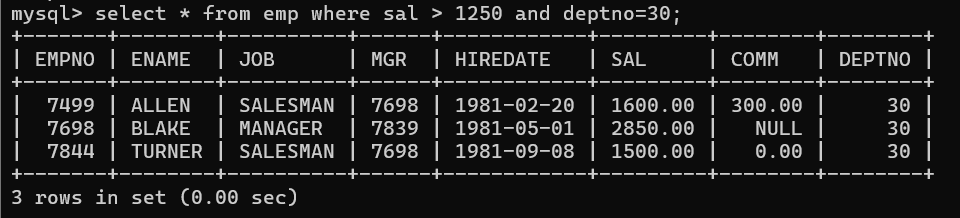 mysql> select * from emp where sal > 1250 and deptno=30;
+-------+--------+----------+------+------------+---------+--------+--------+
| EMPNO | ENAME  | JOB      | MGR  | HIREDATE   | SAL     | COMM   | DEPTNO |
+-------+--------+----------+------+------------+---------+--------+--------+
|  7499 | ALLEN  | SALESMAN | 7698 | 1981-02-20 | 1600.00 | 300.00 |     30 |
|  7698 | BLAKE  | MANAGER  | 7839 | 1981-05-01 | 2850.00 |   NULL |     30 |
|  7844 | TURNER | SALESMAN | 7698 | 1981-09-08 | 1500.00 |   0.00 |     30 |
+-------+--------+----------+------+------------+---------+--------+--------+
3 rows in set (0.00 sec)